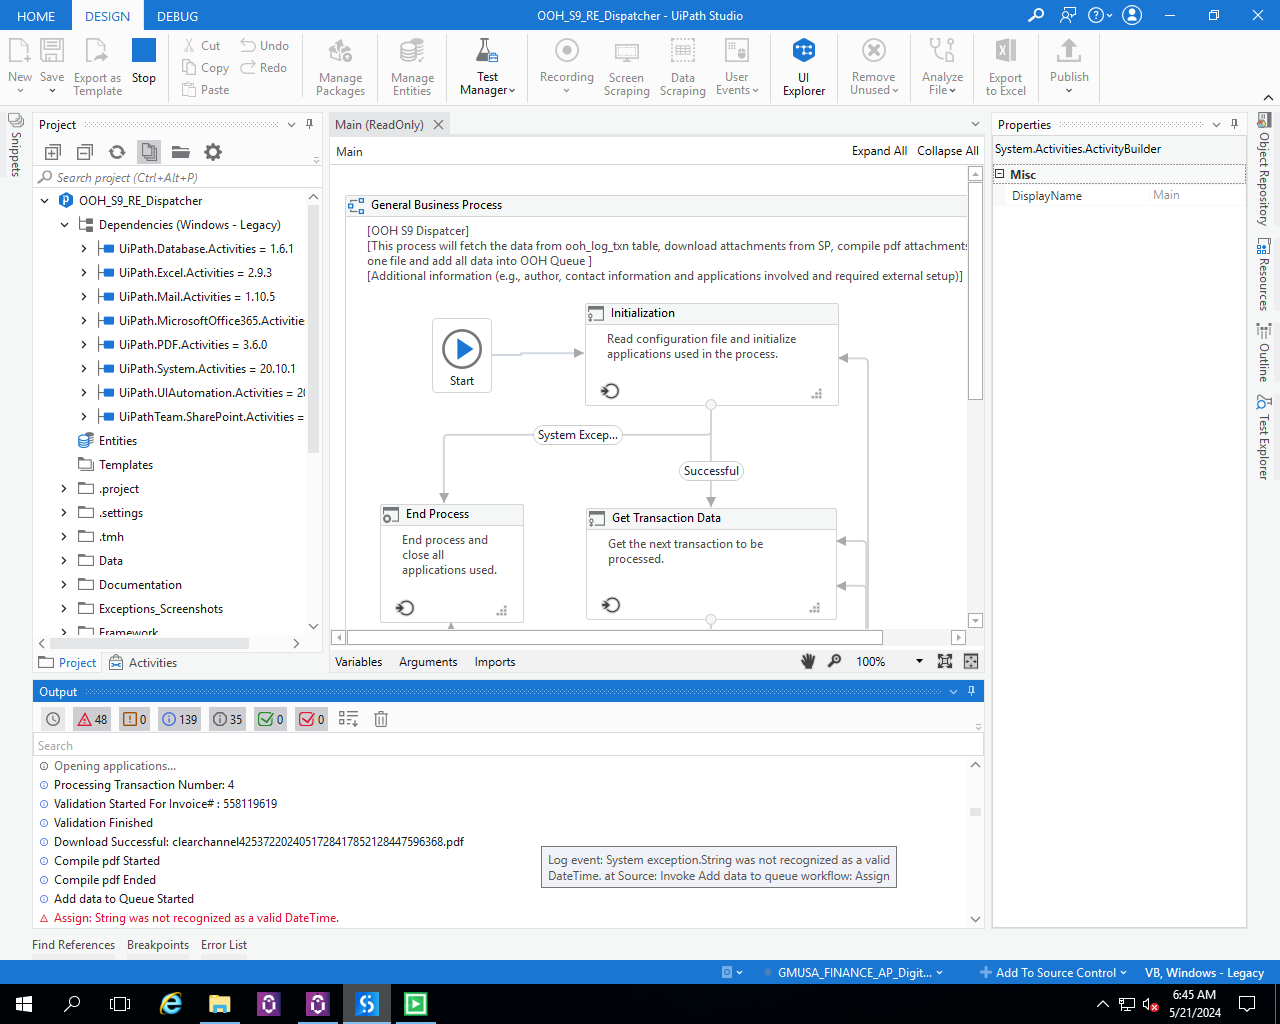 HOME
DESIGN
DEBUG
OOH_S9_RE_Dispatcher - UiPath Studio
New
Save
Export as
Template
Stop
Cut
Copy
Paste
Undo
Redo
Manage
Packages
Manage
Entities
Test
Manager
Recording
Screen
Scraping
Data
Scraping
User
Events
UI
Explorer
Remove
Unused
Analyze
File
Export
to Excel
Publish
Snippets
Project
Search project (Ctrl+Alt+P)
OOH_S9_RE_Dispatcher
Dependencies (Windows - Legacy)
UiPath.Database.Activities = 1.6.1
UiPath.Excel.Activities = 2.9.3
UiPath.Mail.Activities = 1.10.5
UiPath.MicrosoftOffice365.Activitie
UiPath.PDF.Activities = 3.6.0
UiPath.System.Activities = 20.10.1
UiPath.UIAutomation.Activities = 20
UiPathTeam.SharePoint.Activities =
Entities
Templates
.project
.settings
.tmh
Data
Documentation
Exceptions_Screenshots
Framework
Project
Activities
Main (ReadOnly)
Main
Expand All
Collapse All
General Business Process
[OOH S9 Dispatcer]
[This process will fetch the data from ooh_log_txn table, download attachments from SP, compile pdf attachments
one file and add all data into OOH Queue ]
[Additional information (e.g., author, contact information and applications involved and required external setup)]
Start
Initialization
Read configuration file and initialize
applications used in the process.
System Excep...
Successful
End Process
End process and
close all
applications used.
Get Transaction Data
Get the next transaction to be
processed.
Variables
Arguments
Imports
100%
Properties
System.Activities.ActivityBuilder
Misc
DisplayName
Main
Object Repository
Resources
Outline
Test Explorer
Output
48
0
139
35
0
0
Search
Opening applications...
Processing Transaction Number: 4
Validation Started For Invoice# : 558119619
Validation Finished
Download Successful: clearchannel42537220240517284178521284475963​68.pdf
Compile pdf Started
Compile pdf Ended
Add data to Queue Started
Assign: String was not recognized as a valid DateTime.
Log event: System exception.String was not recognized as a valid
DateTime. at Source: Invoke Add data to queue workflow: Assign
Find References
Breakpoints
Error List
GMUSA_FINANCE_AP_Digit...
Add To Source Control
VB, Windows - Legacy
6:45 AM
5/21/2024